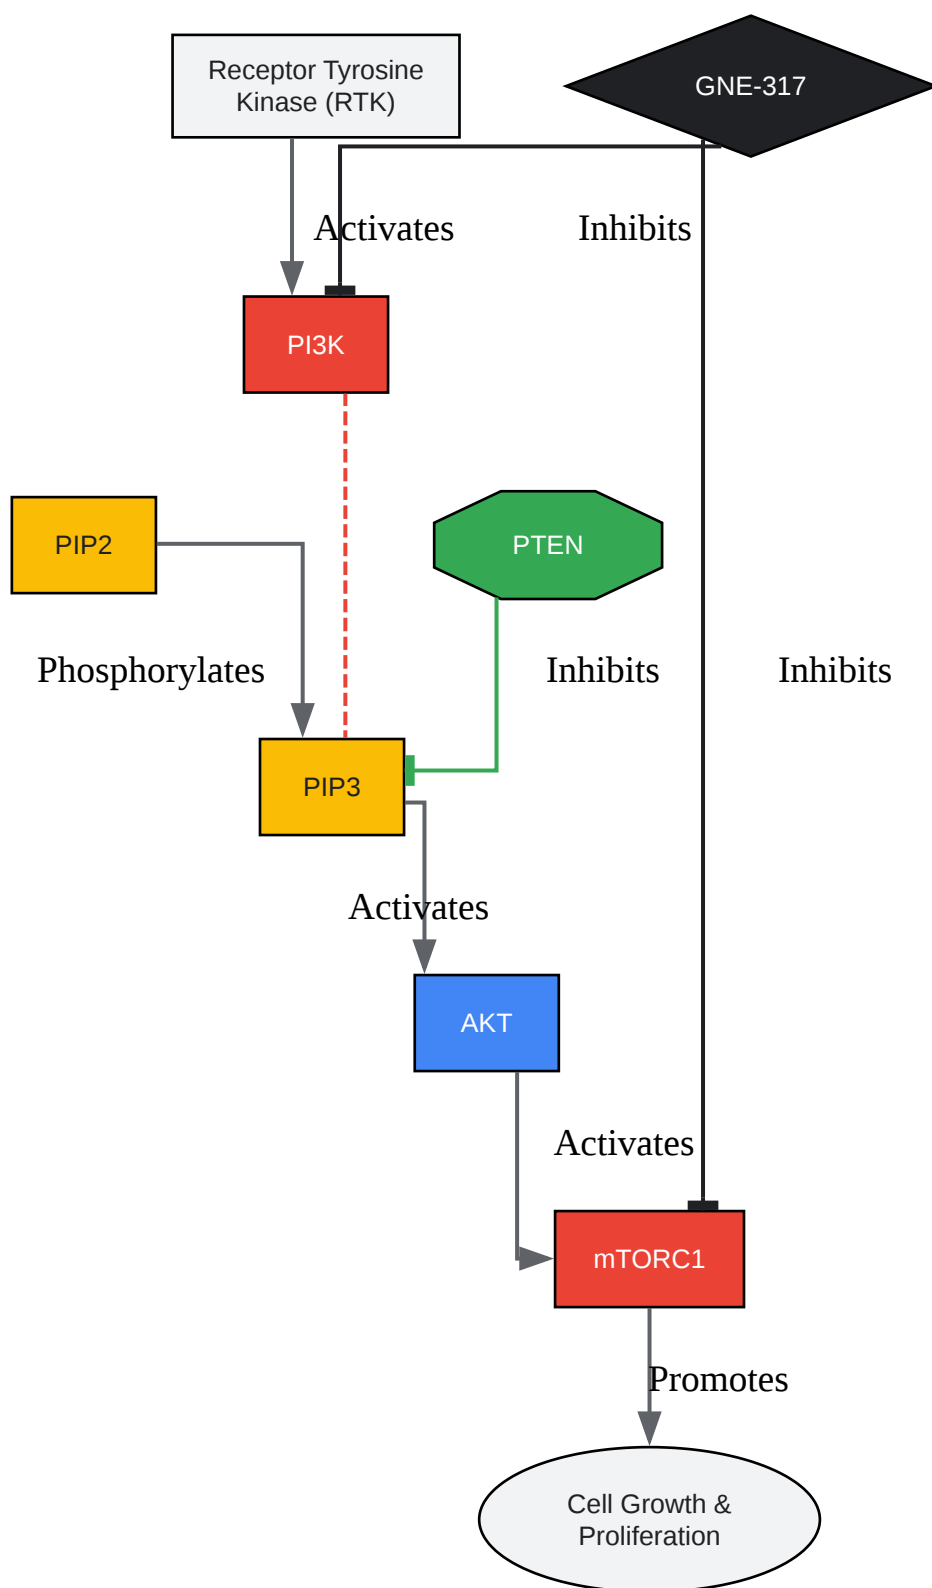 Receptor Tyrosine
Kinase (RTK)
GNE-317
Activates
Inhibits
PI3K
PIP2
PTEN
Phosphorylates
Inhibits
Inhibits
PIP3
Activates
AKT
Activates
mTORC1
Promotes
Cell Growth &
Proliferation